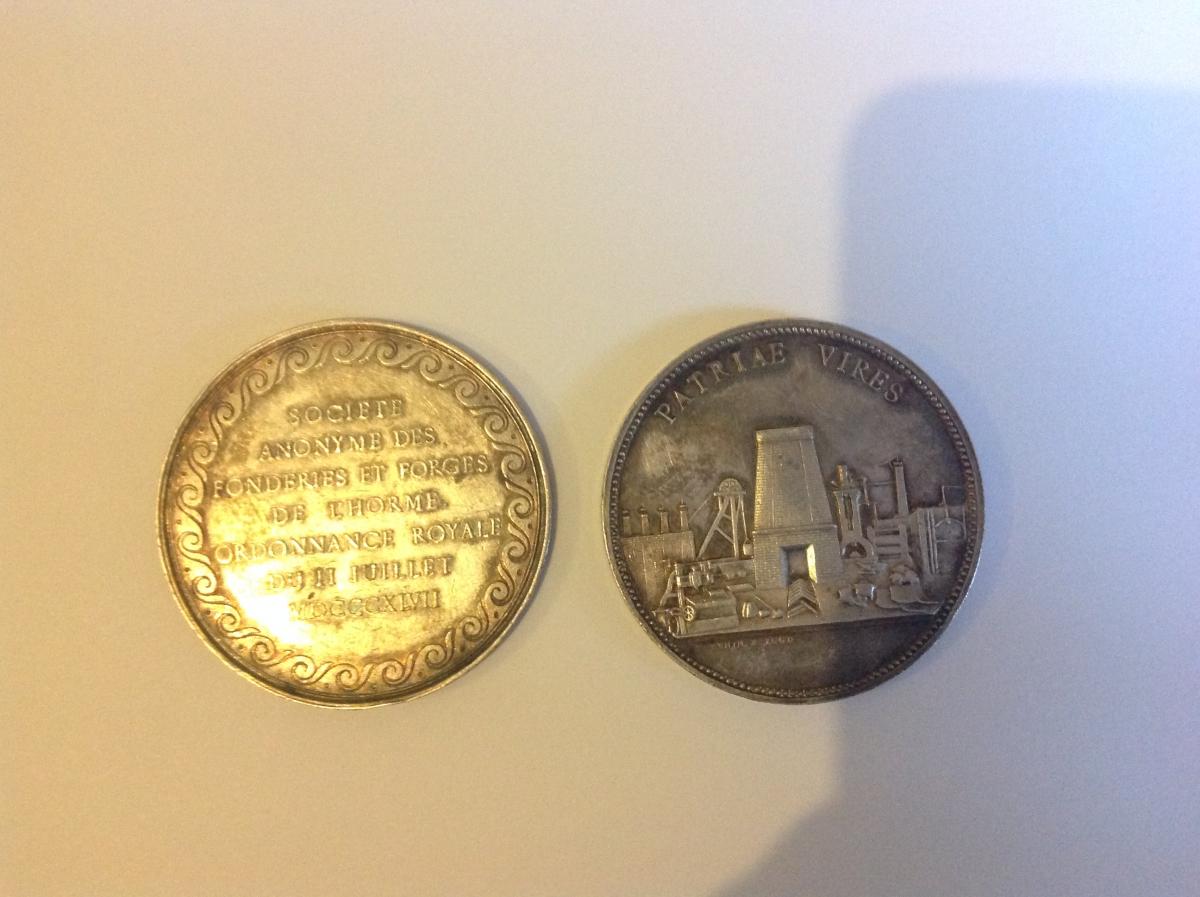 SOCIETE
ANONYME DES
FONDERIES ET FORGES
DE L'HORME.
ORDONNANCE ROYALE
DU 11 JUILLET
MDCCCXLVII
PATRIAE VIRES